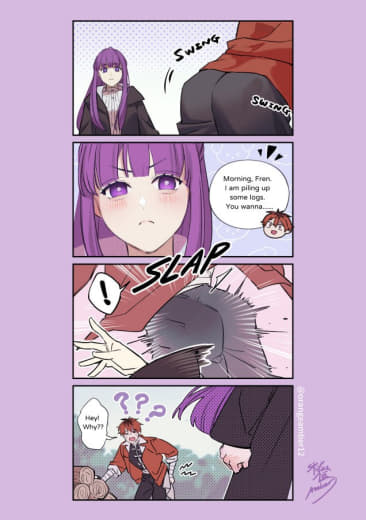 SWING
SWING
Morning, Fren.
I am piling up
some logs.
You wanna.....
SLAP
!
???
Hey!
Why??
@orangeamber12